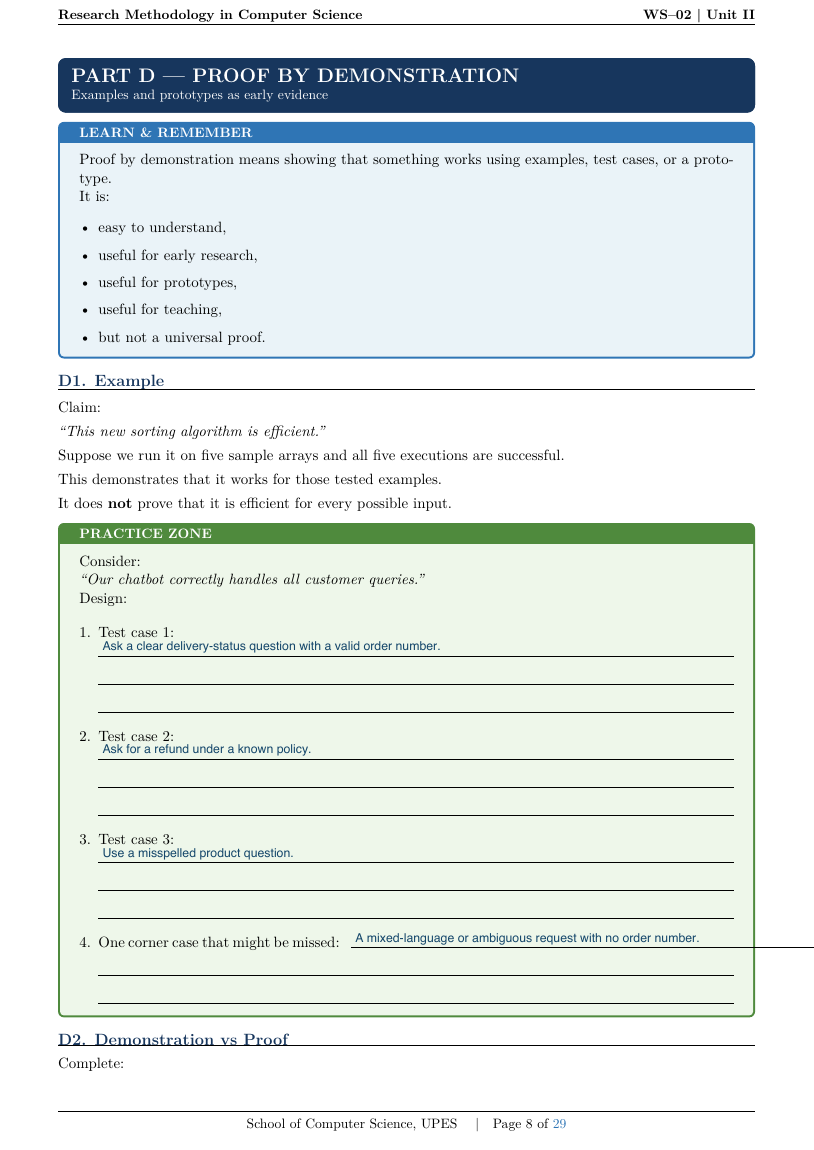 Research Methodology in Computer Science
WS–02 | Unit II
PART D — PROOF BY DEMONSTRATION
Examples and prototypes as early evidence
LEARN & REMEMBER
Proof by demonstration means showing that something works using examples, test cases, or a proto-
type.
It is:
• easy to understand,
• useful for early research,
• useful for prototypes,
• useful for teaching,
• but not a universal proof.
D1. Example
Claim:
“This new sorting algorithm is efficient.”
Suppose we run it on five sample arrays and all five executions are successful.
This demonstrates that it works for those tested examples.
It does not prove that it is efficient for every possible input.
PRACTICE ZONE
Consider:
“Our chatbot correctly handles all customer queries.”
Design:
1. Test case 1:
Ask a clear delivery-status question with a valid order number.
2. Test case 2:
Ask for a refund under a known policy.
3. Test case 3:
Use a misspelled product question.
4. One corner case that might be missed: A mixed-language or ambiguous request with no order number.
D2. Demonstration vs Proof
Complete:
School of Computer Science, UPES | Page 8 of 29